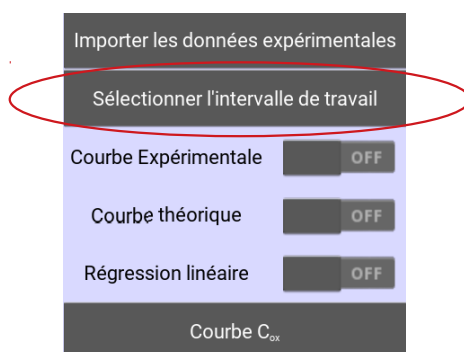 Importer les données expérimentales
Sélectionner l'intervalle de travail
Courbe Expérimentale OFF
Courbe théorique OFF
Régression linéaire OFF
Courbe Cₒₓ